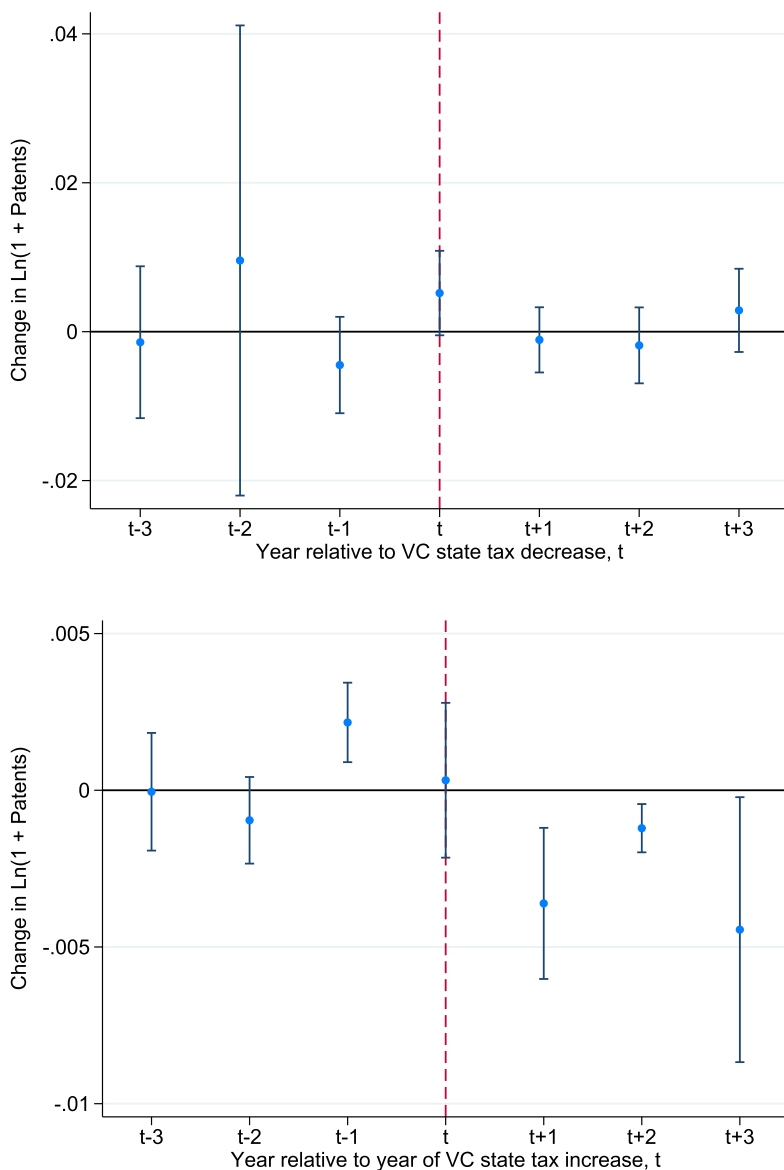 Change in Ln(1 + Patents)
.04
.02
0
-.02
t-3 t-2 t-1 t t+1 t+2 t+3
Year relative to VC state tax decrease, t
Change in Ln(1 + Patents)
.005
0
-.005
-.01
t-3 t-2 t-1 t t+1 t+2 t+3
Year relative to year of VC state tax increase, t